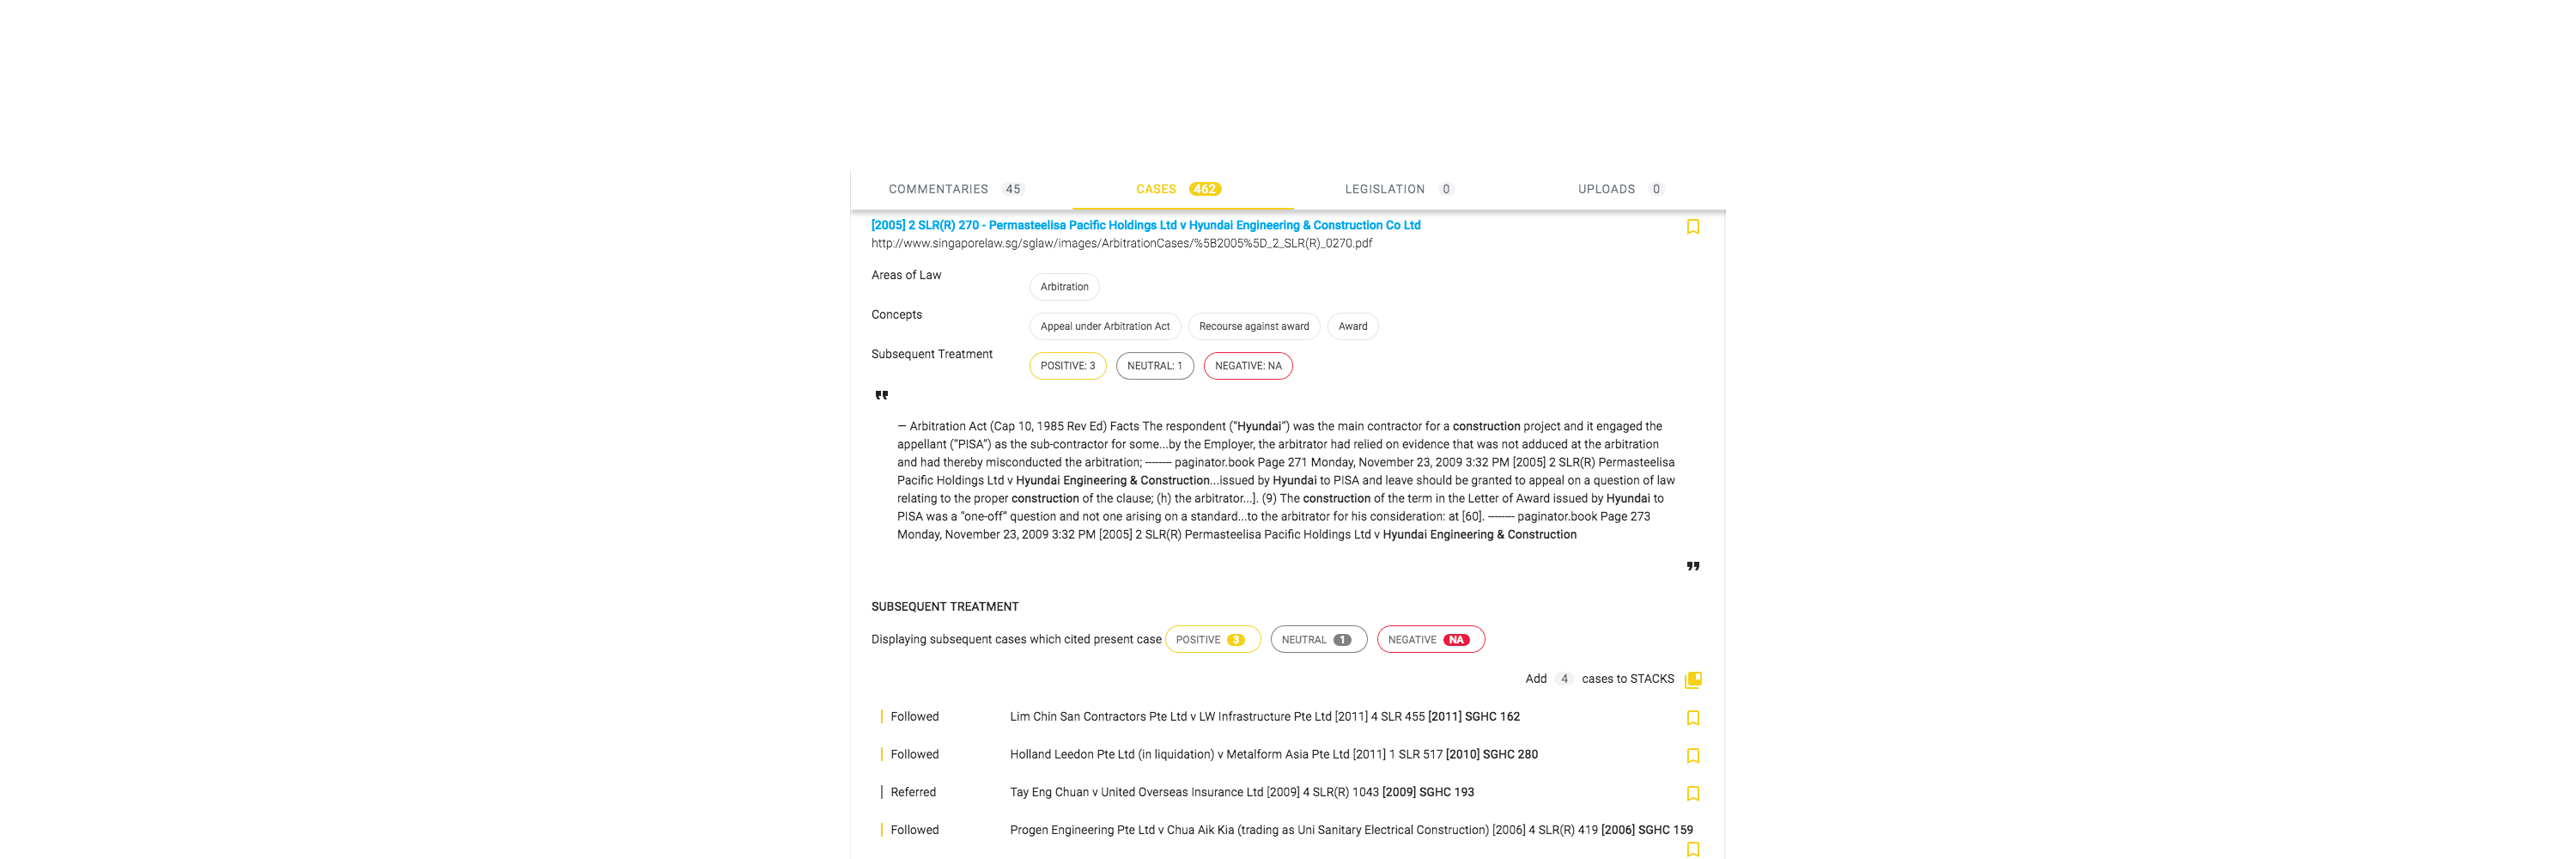 COMMENTARIES 45 CASES 462 LEGISLATION 0 UPLOADS 0
[2005] 2 SLR(R) 270 - Permasteelisa Pacific Holdings Ltd v Hyundai Engineering & Construction Co Ltd
http://www.singaporelaw.sg/sglaw/images/ArbitrationCases/%5B2005%5D_2_SLR(R)_0270.pdf
Areas of Law
Arbitration
Concepts
Appeal under Arbitration Act Recourse against award Award
Subsequent Treatment
POSITIVE: 3 NEUTRAL: 1 NEGATIVE: NA
"
— Arbitration Act (Cap 10, 1985 Rev Ed) Facts The respondent (“Hyundai”) was the main contractor for a construction project and it engaged the
appellant (“PISA”) as the sub-contractor for some...by the Employer, the arbitrator had relied on evidence that was not adduced at the arbitration
and had thereby misconducted the arbitration; -------- paginator.book Page 271 Monday, November 23, 2009 3:32 PM [2005] 2 SLR(R) Permasteelisa
Pacific Holdings Ltd v Hyundai Engineering & Construction...issued by Hyundai to PISA and leave should be granted to appeal on a question of law
relating to the proper construction of the clause; (h) the arbitrator...]. (9) The construction of the term in the Letter of Award issued by Hyundai to
PISA was a “one-off” question and not one arising on a standard...to the arbitrator for his consideration: at [60]. -------- paginator.book Page 273
Monday, November 23, 2009 3:32 PM [2005] 2 SLR(R) Permasteelisa Pacific Holdings Ltd v Hyundai Engineering & Construction
"
SUBSEQUENT TREATMENT
Displaying subsequent cases which cited present case POSITIVE 3 NEUTRAL 1 NEGATIVE NA
Add 4 cases to STACKS
Followed Lim Chin San Contractors Pte Ltd v LW Infrastructure Pte Ltd [2011] 4 SLR 455 [2011] SGHC 162
Followed Holland Leedon Pte Ltd (in liquidation) v Metalform Asia Pte Ltd [2011] 1 SLR 517 [2010] SGHC 280
Referred Tay Eng Chuan v United Overseas Insurance Ltd [2009] 4 SLR(R) 1043 [2009] SGHC 193
Followed Progen Engineering Pte Ltd v Chua Aik Kia (trading as Uni Sanitary Electrical Construction) [2006] 4 SLR(R) 419 [2006] SGHC 159